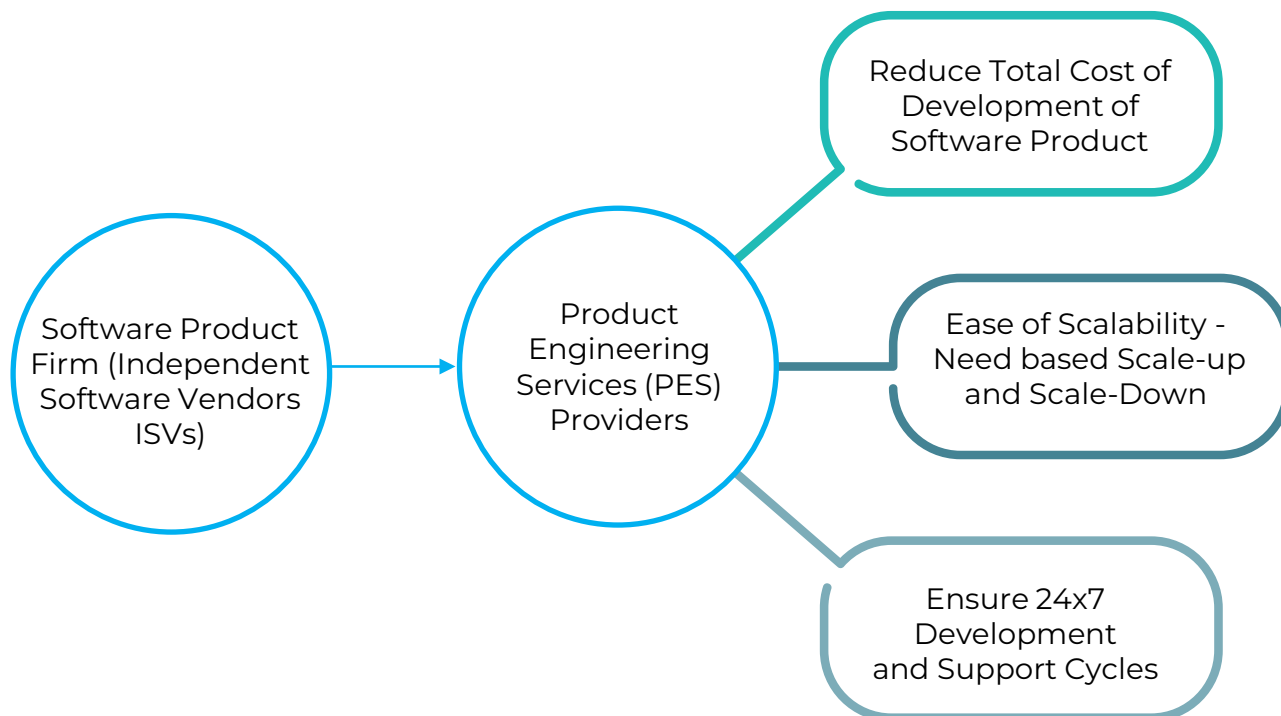 Software Product
Firm (Independent
Software Vendors
ISVs)
Product
Engineering
Services (PES)
Providers
Reduce Total Cost of
Development of
Software Product
Ease of Scalability -
Need based Scale-up
and Scale-Down
Ensure 24x7
Development
and Support Cycles